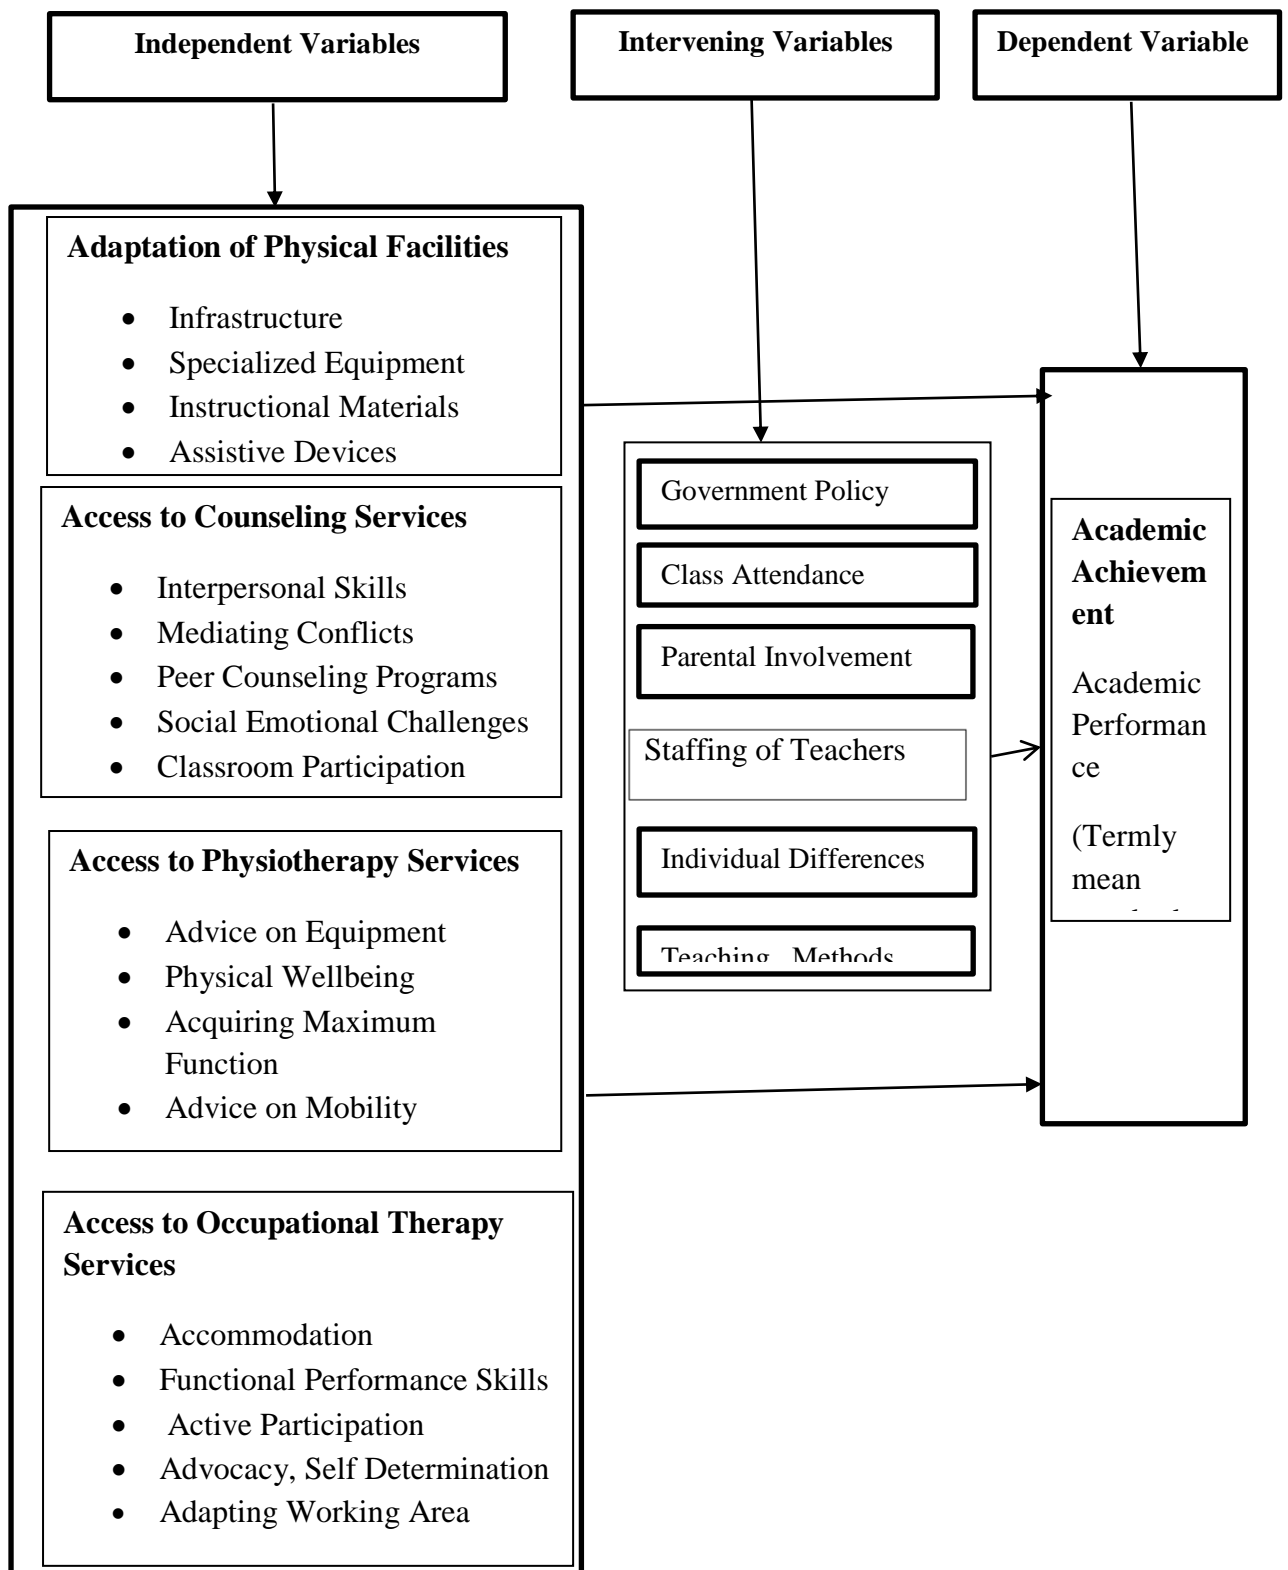 Independent Variables
Intervening Variables
Dependent Variable
Adaptation of Physical Facilities
• Infrastructure
• Specialized Equipment
• Instructional Materials
• Assistive Devices
Access to Counseling Services
• Interpersonal Skills
• Mediating Conflicts
• Peer Counseling Programs
• Social Emotional Challenges
• Classroom Participation
Access to Physiotherapy Services
• Advice on Equipment
• Physical Wellbeing
• Acquiring Maximum
Function
• Advice on Mobility
Access to Occupational Therapy
Services
• Accommodation
• Functional Performance Skills
• Active Participation
• Advocacy, Self Determination
• Adapting Working Area
Government Policy
Class Attendance
Parental Involvement
Staffing of Teachers
Individual Differences
Teaching Methods
Academic
Achievem
ent
Academic
Performan
ce
(Termly
mean